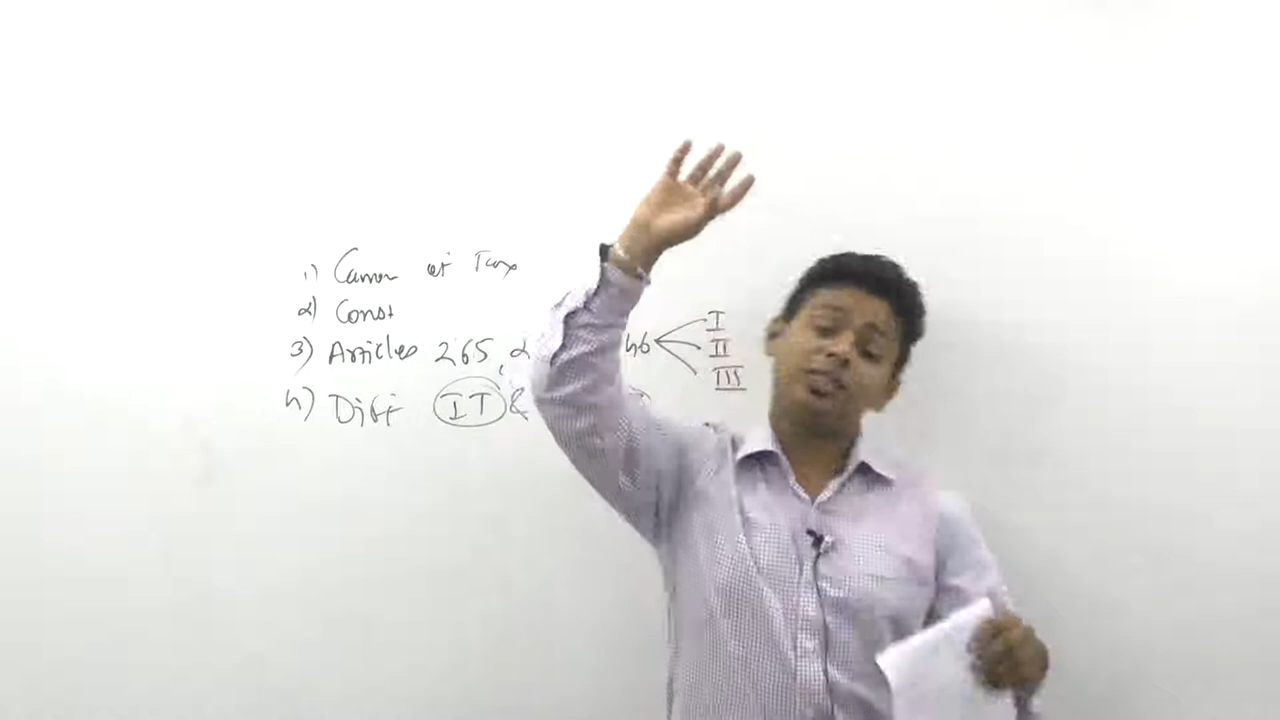 1) Canon of Tax
2) Const
3) Articles 265, 2 46 I II III
4) Diff IT &